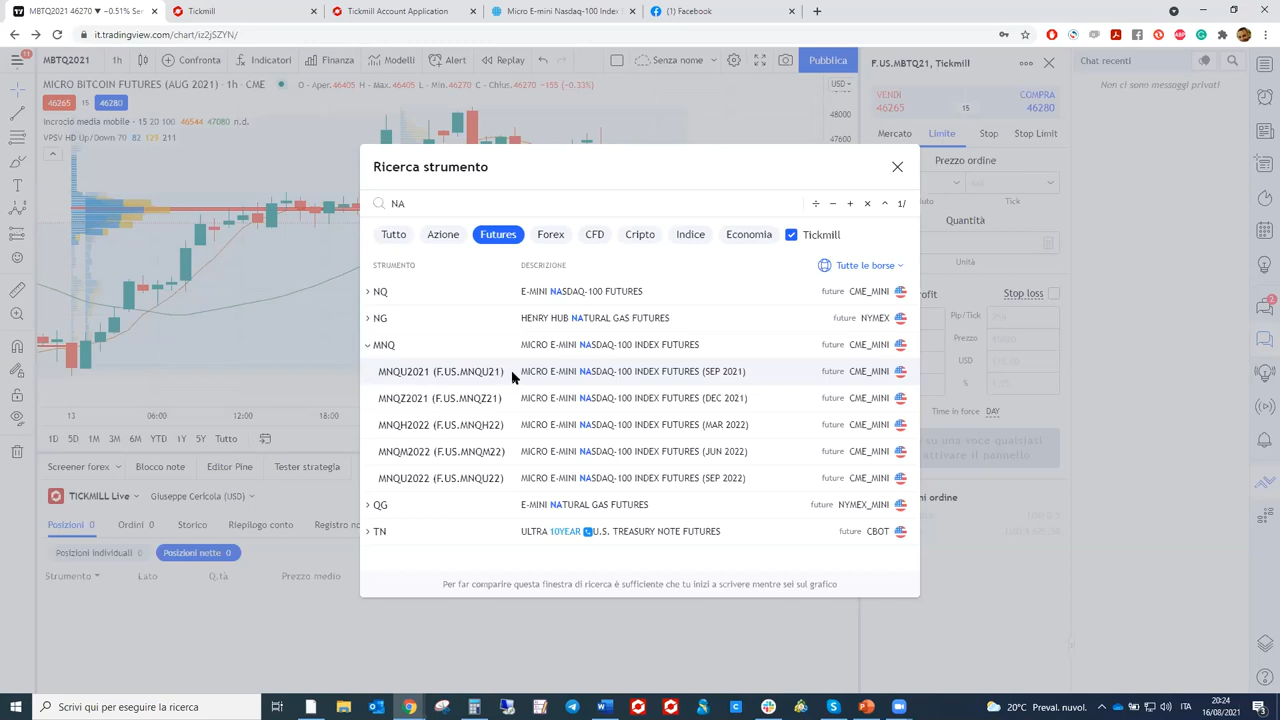 MBTQ2021 46270 ▼ −0.51% Sen
Tickmill
Tickmill Account Application
Micro E-mini Nasdaq-100 Index
Facebook
it.tradingview.com/chart/iz2jSZYN/
11
MBTQ2021
1h
Confronta
Indicatori
Finanza
Modelli
Alert
Replay
Senza nome
Pubblica
F.US.MBTQ21, Tickmill
Chat recenti
MICRO BITCOIN FUTURES (AUG 2021) · 1h · CME
O - Aper.46405 H - Max.46405 L - Min.46270 C - Chius.46270 −155 (−0.33%)
USD
VENDI
COMPRA
46265
15
46280
Non ci sono messaggi privati
46265
46280
Incrocio media mobile · 15 20 100 46544 47080 n.d.
VPSV HD Up/Down 70 82 129 211
48000
47600
Mercato
Limite
Stop
Stop Limit
Prezzo ordine
Tick
Quantità
Unità
Stop loss
Pip/Tick
Prezzo
USD
%
Time in force DAY
Ricerca strumento
NA
÷ − + × ^ 1/
Tutto
Azione
Futures
Forex
CFD
Cripto
Indice
Economia
Tickmill
STRUMENTO
DESCRIZIONE
Tutte le borse
NQ E-MINI NASDAQ-100 FUTURES future CME_MINI
NG HENRY HUB NATURAL GAS FUTURES future NYMEX
MNQ MICRO E-MINI NASDAQ-100 INDEX FUTURES future CME_MINI
MNQU2021 (F.US.MNQU21) MICRO E-MINI NASDAQ-100 INDEX FUTURES (SEP 2021) future CME_MINI
MNQZ2021 (F.US.MNQZ21) MICRO E-MINI NASDAQ-100 INDEX FUTURES (DEC 2021) future CME_MINI
MNQH2022 (F.US.MNQH22) MICRO E-MINI NASDAQ-100 INDEX FUTURES (MAR 2022) future CME_MINI
MNQM2022 (F.US.MNQM22) MICRO E-MINI NASDAQ-100 INDEX FUTURES (JUN 2022) future CME_MINI
MNQU2022 (F.US.MNQU22) MICRO E-MINI NASDAQ-100 INDEX FUTURES (SEP 2022) future CME_MINI
QG E-MINI NATURAL GAS FUTURES future NYMEX_MINI
TN ULTRA 10YEAR U.S. TREASURY NOTE FUTURES future CBOT
Per far comparire questa finestra di ricerca è sufficiente che tu inizi a scrivere mentre sei sul grafico
13
06:00
12:00
18:00
1D 5D 1M 3M 6M YTD 1Y 5Y Tutto
su una voce qualsiasi
attivare il pennello
Screener forex
Blocco note
Editor Pine
Tester strategia
TICKMILL Live
Giuseppe Cericola (USD)
Posizioni 0
Ordini 0
Storico
Riepilogo conto
Registro no
Posizioni individuali 0
Posizioni nette 0
Strumento
Lato
Q.tà
Prezzo medio
2
Scrivi qui per eseguire la ricerca
20°C Preval. nuvol.
ITA
20:24
16/08/2021